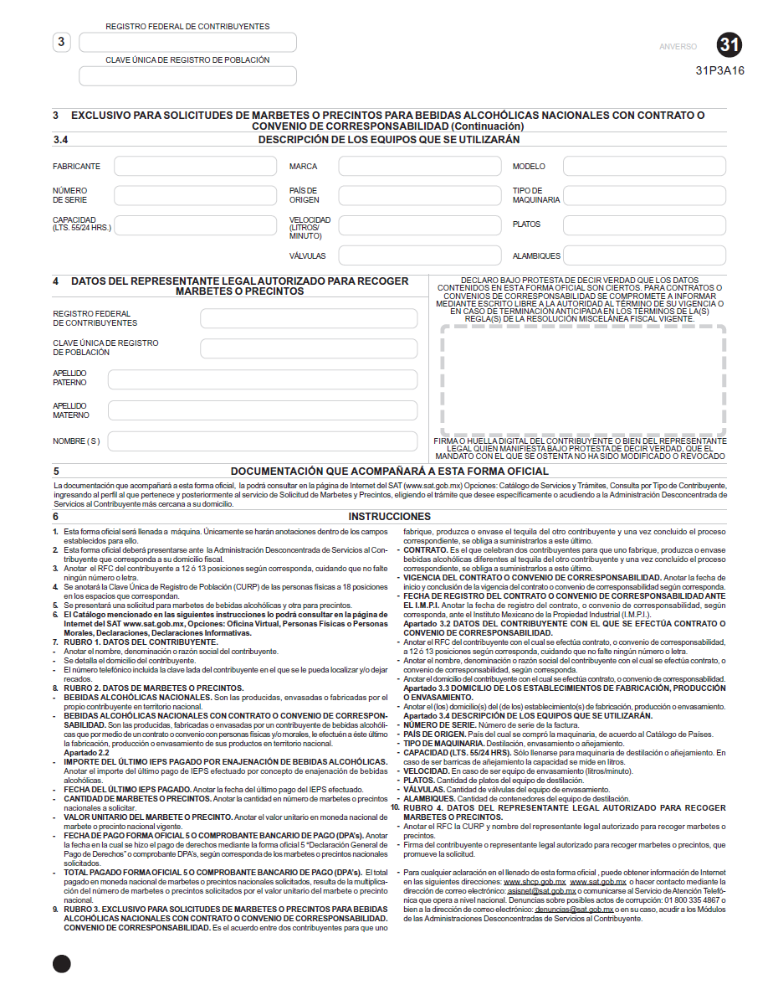 REGISTRO FEDERAL DE CONTRIBUYENTES
3
CLAVE ÚNICA DE REGISTRO DE POBLACIÓN
ANVERSO
31
31P3A16
3 EXCLUSIVO PARA SOLICITUDES DE MARBETES O PRECINTOS PARA BEBIDAS ALCOHÓLICAS NACIONALES CON CONTRATO O
CONVENIO DE CORRESPONSABILIDAD (Continuación)
3.4 DESCRIPCIÓN DE LOS EQUIPOS QUE SE UTILIZARÁN
FABRICANTE
MARCA
MODELO
NÚMERO
DE SERIE
PAÍS DE
ORIGEN
TIPO DE
MAQUINARIA
CAPACIDAD
(LTS. 55/24 HRS.)
VELOCIDAD
(LITROS/
MINUTO)
PLATOS
VÁLVULAS
ALAMBIQUES
4 DATOS DEL REPRESENTANTE LEGAL AUTORIZADO PARA RECOGER
MARBETES O PRECINTOS
REGISTRO FEDERAL
DE CONTRIBUYENTES
CLAVE ÚNICA DE REGISTRO
DE POBLACIÓN
APELLIDO
PATERNO
APELLIDO
MATERNO
NOMBRE ( S )
DECLARO BAJO PROTESTA DE DECIR VERDAD QUE LOS DATOS
CONTENIDOS EN ESTA FORMA OFICIAL SON CIERTOS. PARA CONTRATOS O
CONVENIOS DE CORRESPONSABILIDAD SE COMPROMETE A INFORMAR
MEDIANTE ESCRITO LIBRE A LA AUTORIDAD AL TÉRMINO DE SU VIGENCIA O
EN CASO DE TERMINACIÓN ANTICIPADA EN LOS TÉRMINOS DE LA(S)
REGLA(S) DE LA RESOLUCIÓN MISCELÁNEA FISCAL VIGENTE.
FIRMA O HUELLA DIGITAL DEL CONTRIBUYENTE O BIEN DEL REPRESENTANTE
LEGAL QUIEN MANIFIESTA BAJO PROTESTA DE DECIR VERDAD, QUE EL
MANDATO CON EL QUE SE OSTENTA NO HA SIDO MODIFICADO O REVOCADO
5 DOCUMENTACIÓN QUE ACOMPAÑARÁ A ESTA FORMA OFICIAL
La documentación que acompañará a esta forma oficial, la podrá consultar en la página de Internet del SAT (www.sat.gob.mx) Opciones: Catálogo de Servicios y Trámites, Consulta por Tipo de Contribuyente,
ingresando al perfil al que pertenece y posteriormente al servicio de Solicitud de Marbetes y Precintos, eligiendo el trámite que desee específicamente o acudiendo a la Administración Desconcentrada de
Servicios al Contribuyente más cercana a su domicilio.
6 INSTRUCCIONES
1. Esta forma oficial será llenada a máquina. Únicamente se harán anotaciones dentro de los campos
establecidos para ello.
2. Esta forma oficial deberá presentarse ante la Administración Desconcentrada de Servicios al Con-
tribuyente que corresponda a su domicilio fiscal.
3. Anotar el RFC del contribuyente a 12 ó 13 posiciones según corresponda, cuidando que no falte
ningún número o letra.
4. Se anotará la Clave Única de Registro de Población (CURP) de las personas físicas a 18 posiciones
en los espacios que correspondan.
5. Se presentará una solicitud para marbetes de bebidas alcohólicas y otra para precintos.
6. El Catálogo mencionado en las siguientes instrucciones lo podrá consultar en la página de
Internet del SAT www.sat.gob.mx, Opciones: Oficina Virtual, Personas Físicas o Personas
Morales, Declaraciones, Declaraciones Informativas.
7. RUBRO 1. DATOS DEL CONTRIBUYENTE.
- Anotar el nombre, denominación o razón social del contribuyente.
- Se detalla el domicilio del contribuyente.
- El número telefónico incluida la clave lada del contribuyente en el que se le pueda localizar y/o dejar
recados.
8. RUBRO 2. DATOS DE MARBETES O PRECINTOS.
- BEBIDAS ALCOHÓLICAS NACIONALES. Son las producidas, envasadas o fabricadas por el
propio contribuyente en territorio nacional.
- BEBIDAS ALCOHÓLICAS NACIONALES CON CONTRATO O CONVENIO DE CORRESPON-
SABILIDAD. Son las producidas, fabricadas o envasadas por un contribuyente de bebidas alcohóli-
cas que por medio de un contrato o convenio con personas físicas y/o morales, le efectúen a éste último
la fabricación, producción o envasamiento de sus productos en territorio nacional.
Apartado 2.2
- IMPORTE DEL ÚLTIMO IEPS PAGADO POR ENAJENACIÓN DE BEBIDAS ALCOHÓLICAS.
Anotar el importe del último pago de IEPS efectuado por concepto de enajenación de bebidas
alcohólicas.
- FECHA DEL ÚLTIMO IEPS PAGADO. Anotar la fecha del último pago del IEPS efectuado.
- CANTIDAD DE MARBETES O PRECINTOS. Anotar la cantidad en número de marbetes o precintos
nacionales a solicitar.
- VALOR UNITARIO DEL MARBETE O PRECINTO. Anotar el valor unitario en moneda nacional de
marbete o precinto nacional vigente.
- FECHA DE PAGO FORMA OFICIAL 5 O COMPROBANTE BANCARIO DE PAGO (DPA's). Anotar
la fecha en la cual se hizo el pago de derechos mediante la forma oficial 5 "Declaración General de
Pago de Derechos" o comprobante DPA's, según corresponda de los marbetes o precintos nacionales
solicitados.
- TOTAL PAGADO FORMA OFICIAL 5 O COMPROBANTE BANCARIO DE PAGO (DPA's). El total
pagado en moneda nacional de marbetes o precintos nacionales solicitados, resulta de la multiplica-
ción del número de marbetes o precintos solicitados por el valor unitario del marbete o precinto
nacional.
9. RUBRO 3. EXCLUSIVO PARA SOLICITUDES DE MARBETES O PRECINTOS PARA BEBIDAS
ALCOHÓLICAS NACIONALES CON CONTRATO O CONVENIO DE CORRESPONSABILIDAD.
CONVENIO DE CORRESPONSABILIDAD. Es el acuerdo entre dos contribuyentes para que uno
fabrique, produzca o envase el tequila del otro contribuyente y una vez concluido el proceso
correspondiente, se obliga a suministrarlos a este último.
- CONTRATO. Es el que celebran dos contribuyentes para que uno fabrique, produzca o envase
bebidas alcohólicas diferentes al tequila del otro contribuyente y una vez concluido el proceso
correspondiente, se obliga a suministrarlos a este último.
- VIGENCIA DEL CONTRATO O CONVENIO DE CORRESPONSABILIDAD. Anotar la fecha de
inicio y conclusión de la vigencia del contrato o convenio de corresponsabilidad según corresponda.
- FECHA DE REGISTRO DEL CONTRATO O CONVENIO DE CORRESPONSABILIDAD ANTE
EL I.M.P.I. Anotar la fecha de registro del contrato, o convenio de corresponsabilidad, según
corresponda, ante el Instituto Mexicano de la Propiedad Industrial (I.M.P.I.).
Apartado 3.2 DATOS DEL CONTRIBUYENTE CON EL QUE SE EFECTÚA CONTRATO O
CONVENIO DE CORRESPONSABILIDAD.
- Anotar el RFC del contribuyente con el cual se efectúa contrato, o convenio de corresponsabilidad,
a 12 ó 13 posiciones según corresponda, cuidando que no falte ningún número o letra.
- Anotar el nombre, denominación o razón social del contribuyente con el cual se efectúa contrato, o
convenio de corresponsabilidad, según corresponda.
- Anotar el domicilio del contribuyente con el cual se efectúa contrato, o convenio de corresponsabilidad.
Apartado 3.3 DOMICILIO DE LOS ESTABLECIMIENTOS DE FABRICACIÓN, PRODUCCIÓN
O ENVASAMIENTO.
- Anotar el (los) domicilio(s) del (de los) establecimiento(s) de fabricación, producción o envasamiento.
Apartado 3.4 DESCRIPCIÓN DE LOS EQUIPOS QUE SE UTILIZARÁN.
- NÚMERO DE SERIE. Número de serie de la factura.
- PAÍS DE ORIGEN. País del cual se compró la maquinaria, de acuerdo al Catálogo de Países.
- TIPO DE MAQUINARIA. Destilación, envasamiento o añejamiento.
- CAPACIDAD (LTS. 55/24 HRS). Sólo llenarse para maquinaria de destilación o añejamiento. En
caso de ser barricas de añejamiento la capacidad se mide en litros.
- VELOCIDAD. En caso de ser equipo de envasamiento (litros/minuto).
- PLATOS. Cantidad de platos del equipo de destilación.
- VÁLVULAS. Cantidad de válvulas del equipo de envasamiento.
- ALAMBIQUES. Cantidad de contenedores del equipo de destilación.
10. RUBRO 4. DATOS DEL REPRESENTANTE LEGAL AUTORIZADO PARA RECOGER
MARBETES O PRECINTOS.
- Anotar el RFC la CURP y nombre del representante legal autorizado para recoger marbetes o
precintos.
- Firma del contribuyente o representante legal autorizado para recoger marbetes o precintos, que
promueve la solicitud.
- Para cualquier aclaración en el llenado de esta forma oficial , puede obtener información de Internet
en las siguientes direcciones: www.shcp.gob.mx www.sat.gob.mx o hacer contacto mediante la
dirección de correo electrónico: asisnet@sat.gob.mx o comunicarse al Servicio de Atención Telefó-
nica que opera a nivel nacional. Denuncias sobre posibles actos de corrupción: 01 800 335 4867 o
bien a la dirección de correo electrónico: denuncias@sat.gob.mx o en su caso, acudir a los Módulos
de las Administraciones Desconcentradas de Servicios al Contribuyente.